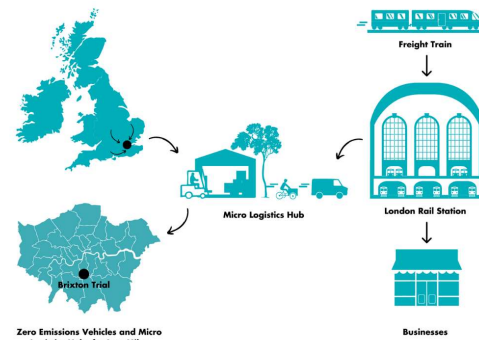 Freight Train
Micro Logistics Hub
London Rail Station
Brixton Trial
Zero Emissions Vehicles and Micro
Businesses